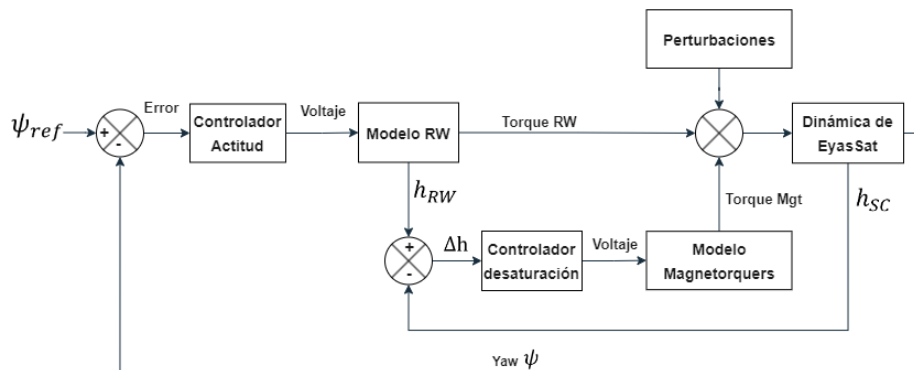 Perturbaciones
ψref
+
-
Error
Controlador
Actitud
Voltaje
Modelo RW
Torque RW
Dinámica de
EyasSat
hRW
Torque Mgt
hSC
+
-
Δh
Controlador
desaturación
Voltaje
Modelo
Magnetorquers
Yaw ψ